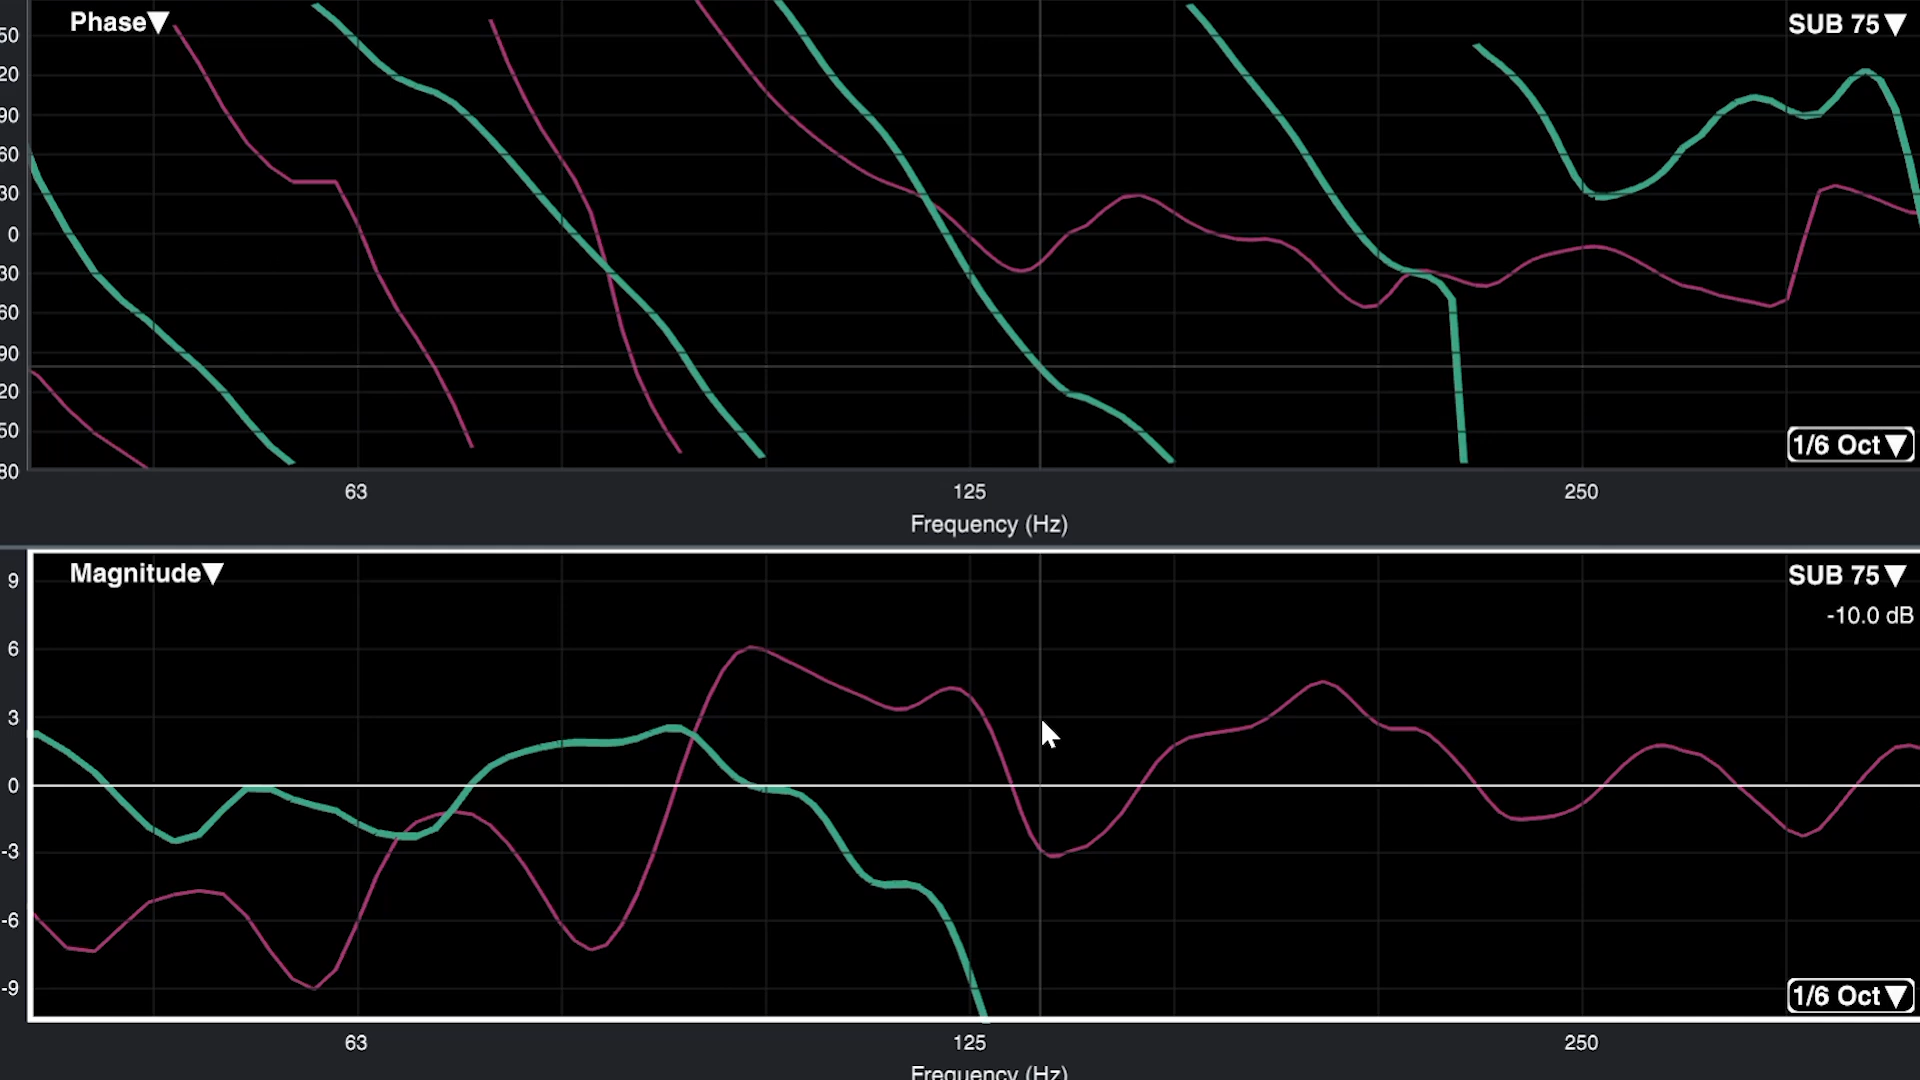 Phase▼ SUB 75▼
50
20
90
60
30
0
30
60
90
20
50
80
1/6 Oct▼
63 125 250
Frequency (Hz)
Magnitude▼ SUB 75▼
-10.0 dB
9
6
3
0
-3
-6
-9
1/6 Oct▼
63 125 250
Frequency (Hz)